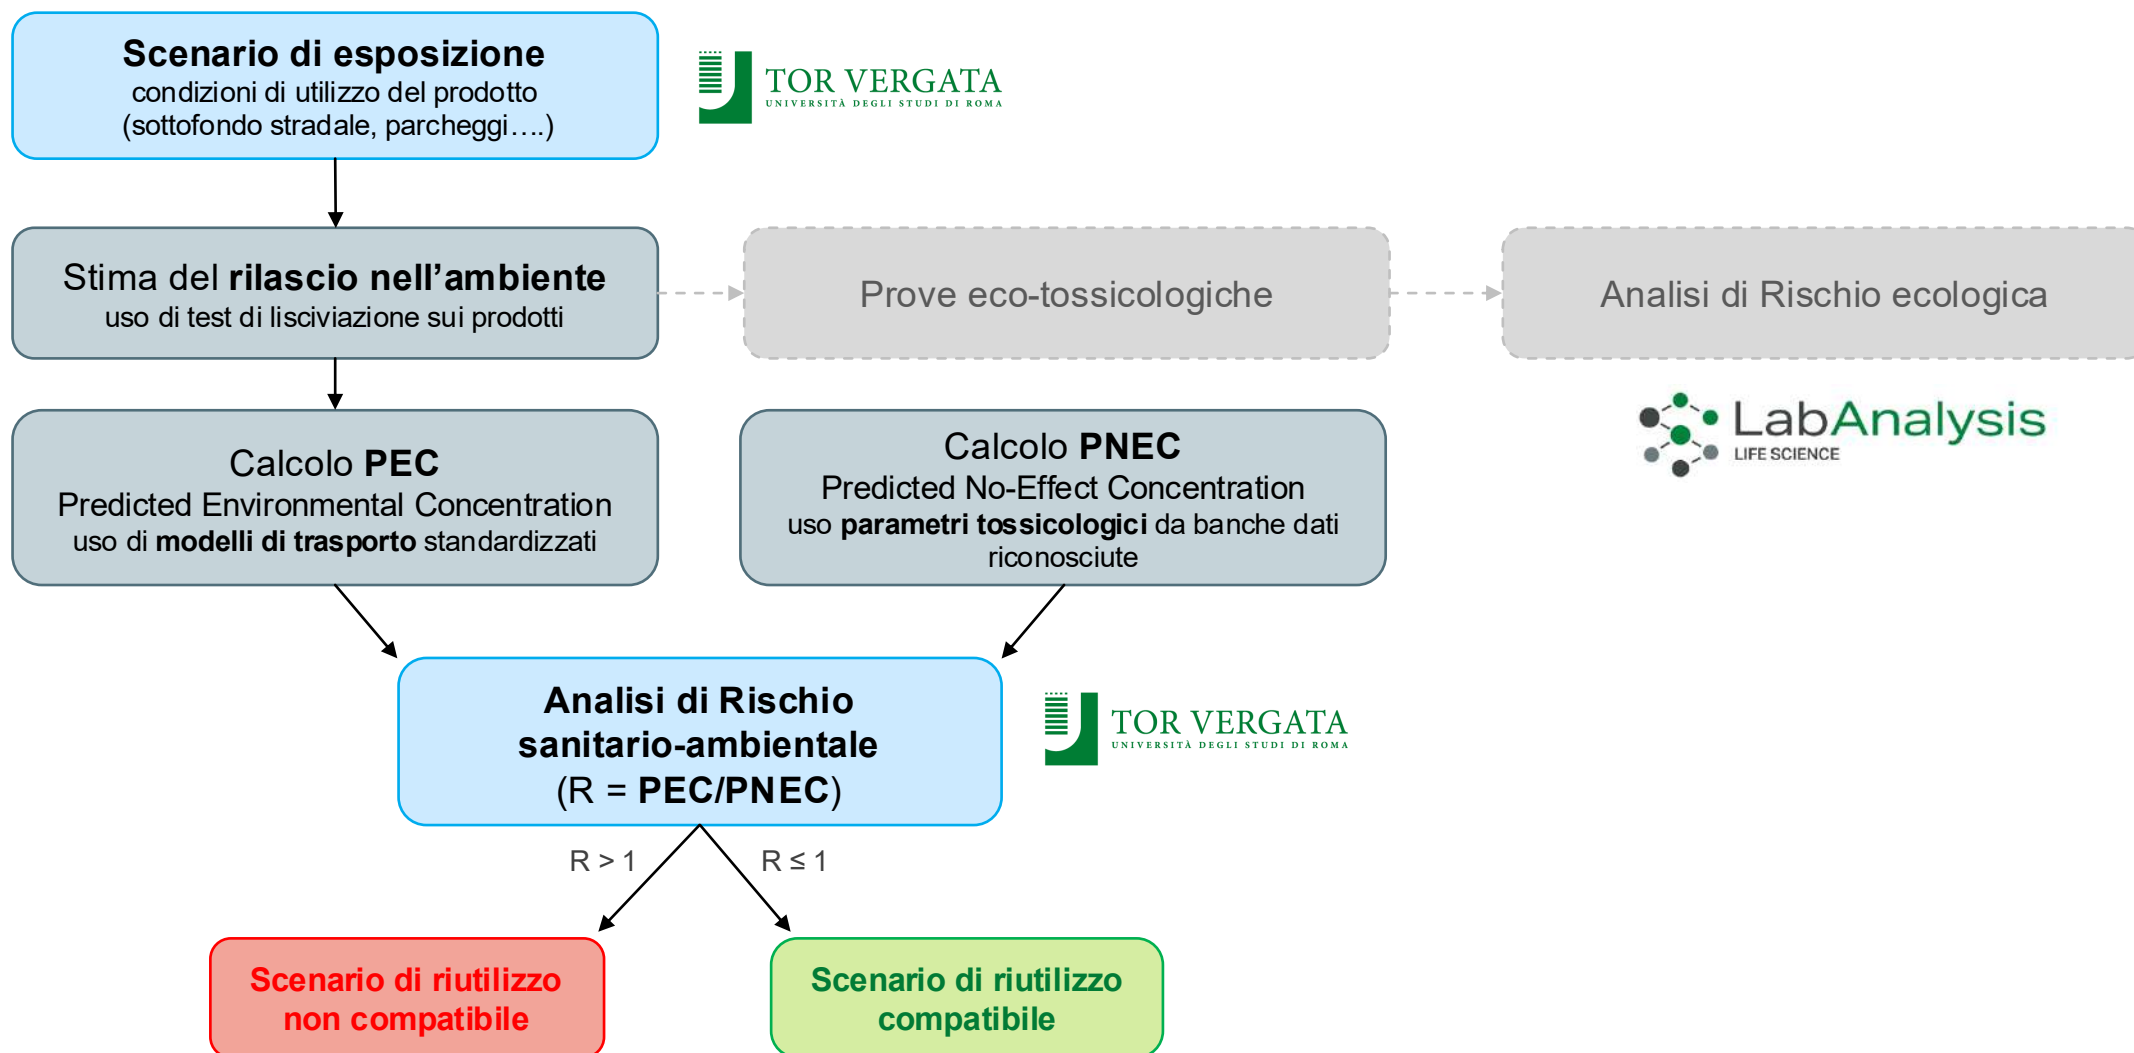 Scenario di esposizione
condizioni di utilizzo del prodotto
(sottofondo stradale, parcheggi....)
TOR VERGATA
UNIVERSITÀ DEGLI STUDI DI ROMA
Stima del rilascio nell’ambiente
uso di test di lisciviazione sui prodotti
Prove eco-tossicologiche
Analisi di Rischio ecologica
Calcolo PEC
Predicted Environmental Concentration
uso di modelli di trasporto standardizzati
Calcolo PNEC
Predicted No-Effect Concentration
uso parametri tossicologici da banche dati
riconosciute
LabAnalysis
LIFE SCIENCE
Analisi di Rischio
sanitario-ambientale
(R = PEC/PNEC)
TOR VERGATA
UNIVERSITÀ DEGLI STUDI DI ROMA
R > 1
R ≤ 1
Scenario di riutilizzo
non compatibile
Scenario di riutilizzo
compatibile